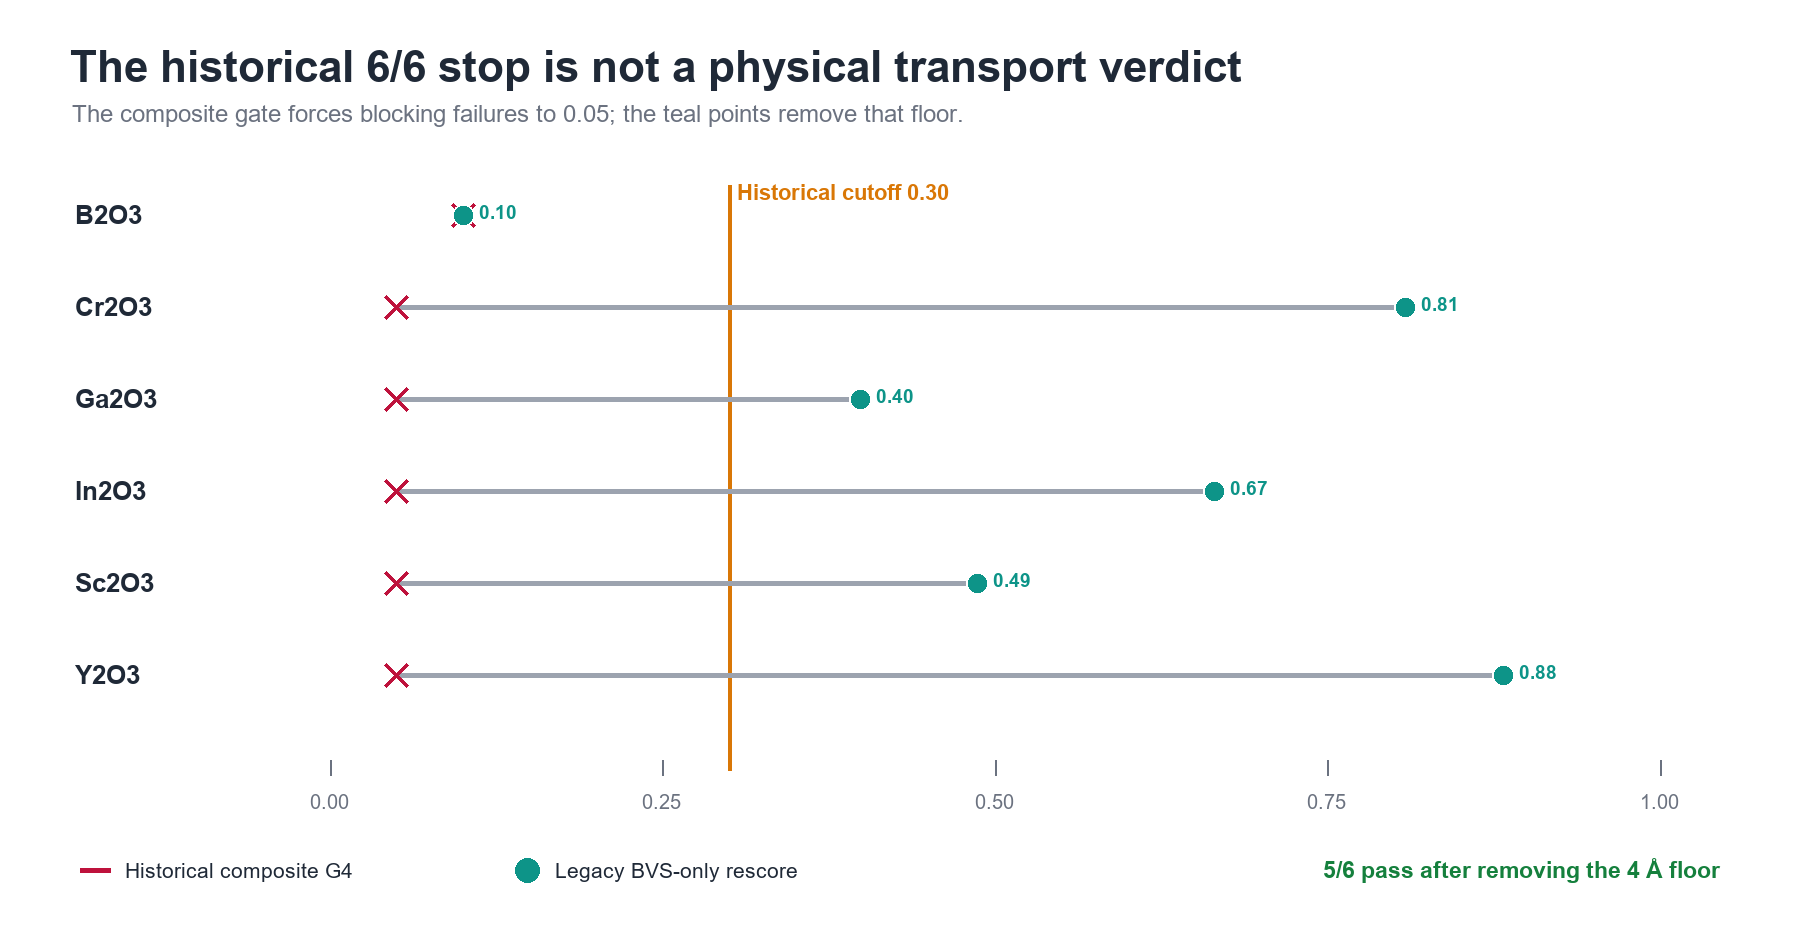 The historical 6/6 stop is not a physical transport verdict
The composite gate forces blocking failures to 0.05; the teal points remove that floor.
Historical cutoff 0.30
B2O3
0.10
Cr2O3
0.81
Ga2O3
0.40
In2O3
0.67
Sc2O3
0.49
Y2O3
0.88
0.00
0.25
0.50
0.75
1.00
Historical composite G4
Legacy BVS-only rescore
5/6 pass after removing the 4 Å floor